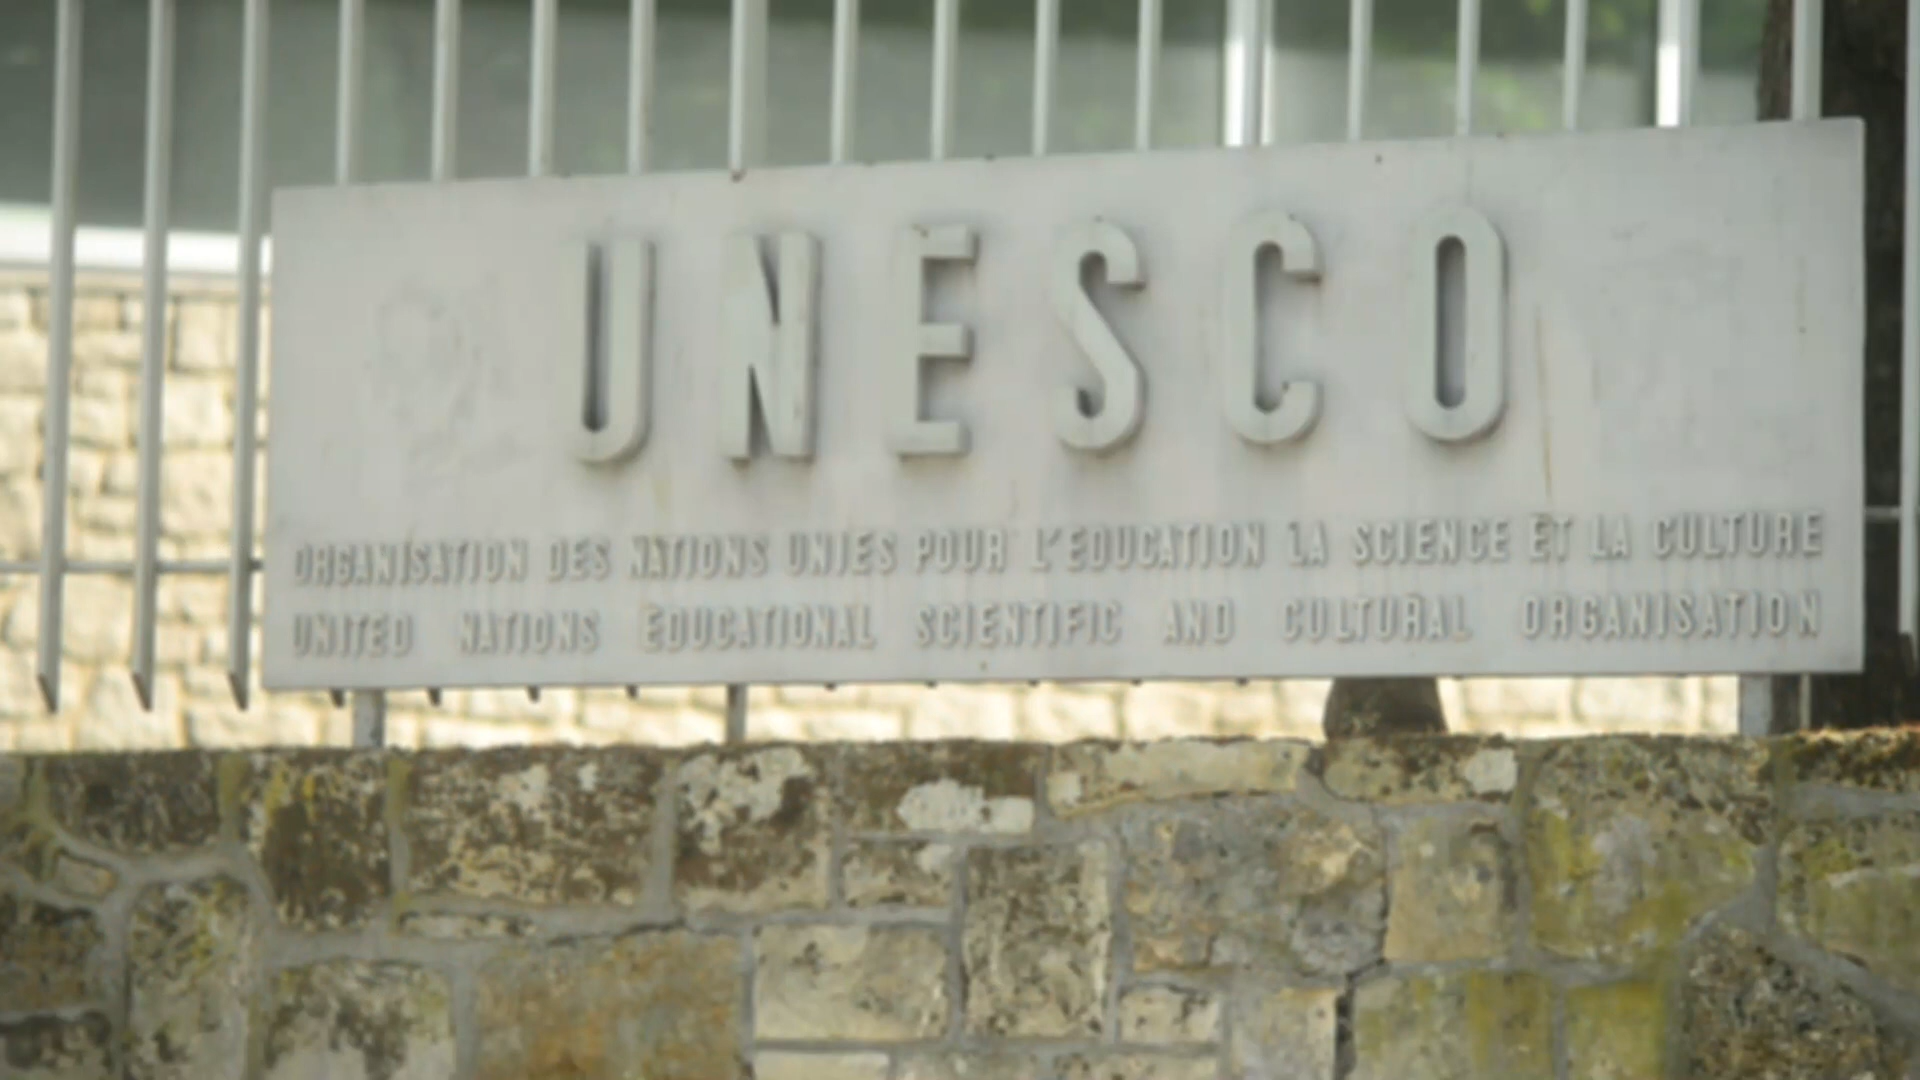 UNESCO
ORGANISATION DES NATIONS UNIES POUR L'EDUCATION LA SCIENCE ET LA CULTURE
UNITED NATIONS EDUCATIONAL SCIENTIFIC AND CULTURAL ORGANISATION